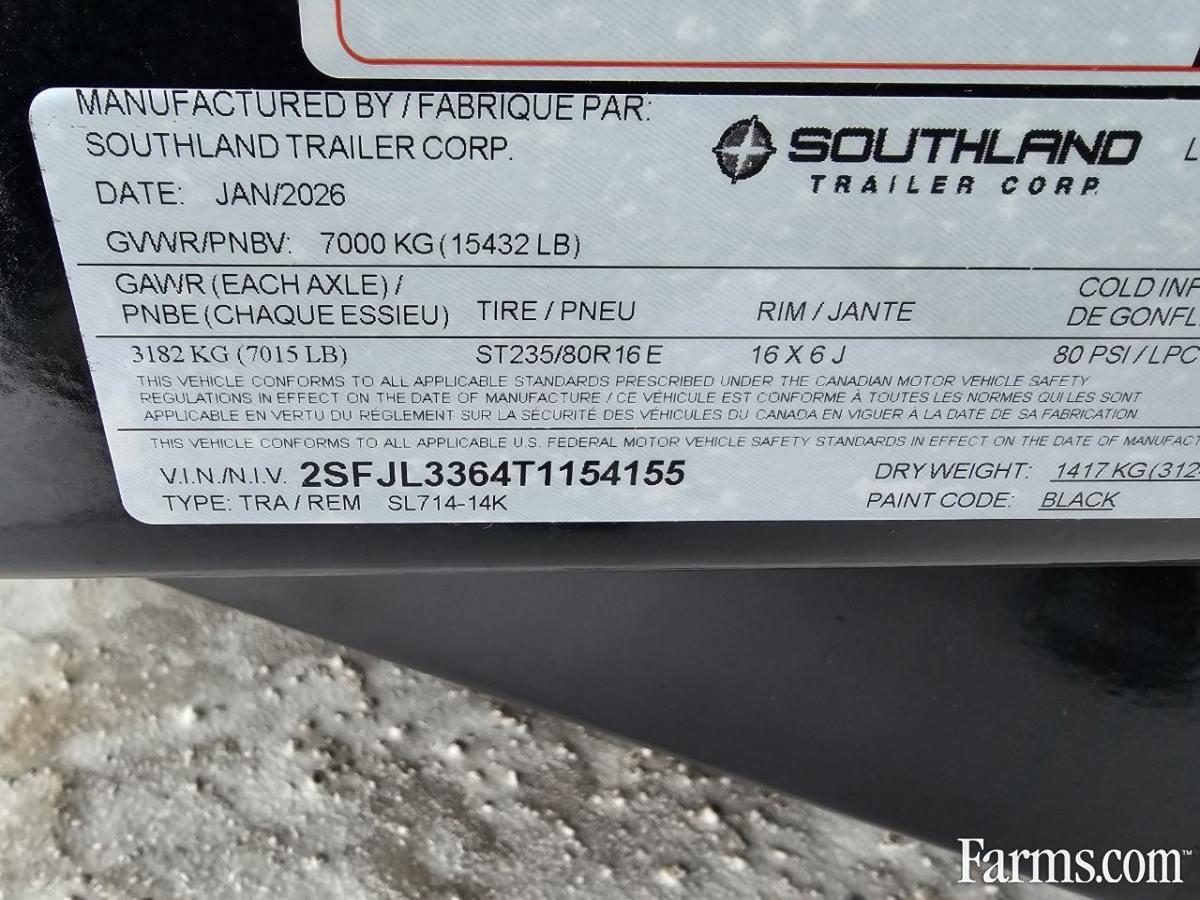 MANUFACTURED BY / FABRIQUE PAR:
SOUTHLAND TRAILER CORP.
SOUTHLAND
TRAILER CORP.
DATE: JAN/2026
GVWR/PNBV: 7000 KG (15432 LB)
GAWR (EACH AXLE) /
PNBE (CHAQUE ESSIEU) TIRE / PNEU RIM / JANTE COLD
DE
3182 KG (7015 LB) ST235/80R16 E 16 X 6 J 80 PSI / LPC
THIS VEHICLE CONFORMS TO ALL APPLICABLE STANDARDS PRESCRIBED UNDER THE CANADIAN MOTOR VEHICLE SAFETY
REGULATIONS IN EFFECT ON THE DATE OF MANUFACTURE / CE VÉHICULE EST CONFORME À TOUTES LES NORMES QUI LES SONT
APPLICABLE EN VERTU DU RÉGLEMENT SUR LA SÉCURITÉ DES VÉHICULES DU CANADA EN VIGUER À LA DATE DE SA FABRICATION.
THIS VEHICLE CONFORMS TO ALL APPLICABLE U.S. FEDERAL MOTOR VEHICLE SAFETY STANDARDS IN EFFECT ON THE DATE OF
V.I.N./N.I.V. 2SFJL3364T1154155 DRY WEIGHT: 1417 KG
TYPE: TRA / REM SL714-14K PAINT CODE: BLACK
Farms.com™